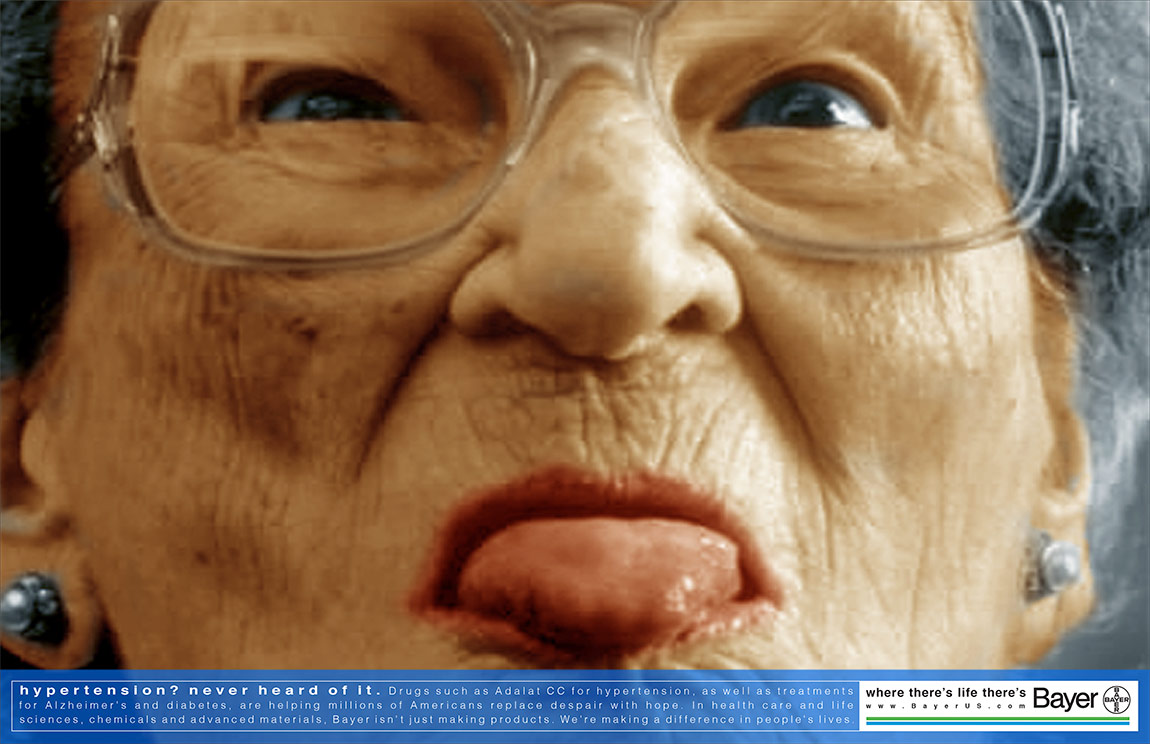 hypertension? never heard of it. Drugs such as Adalat CC for hypertension, as well as treatments
for Alzheimer's and diabetes, are helping millions of Americans replace despair with hope. In health care and life
sciences, chemicals and advanced materials, Bayer isn't just making products. We're making a difference in people's lives.
where there's life there's
www.BayerUS.com
Bayer
BAYER
BAYER